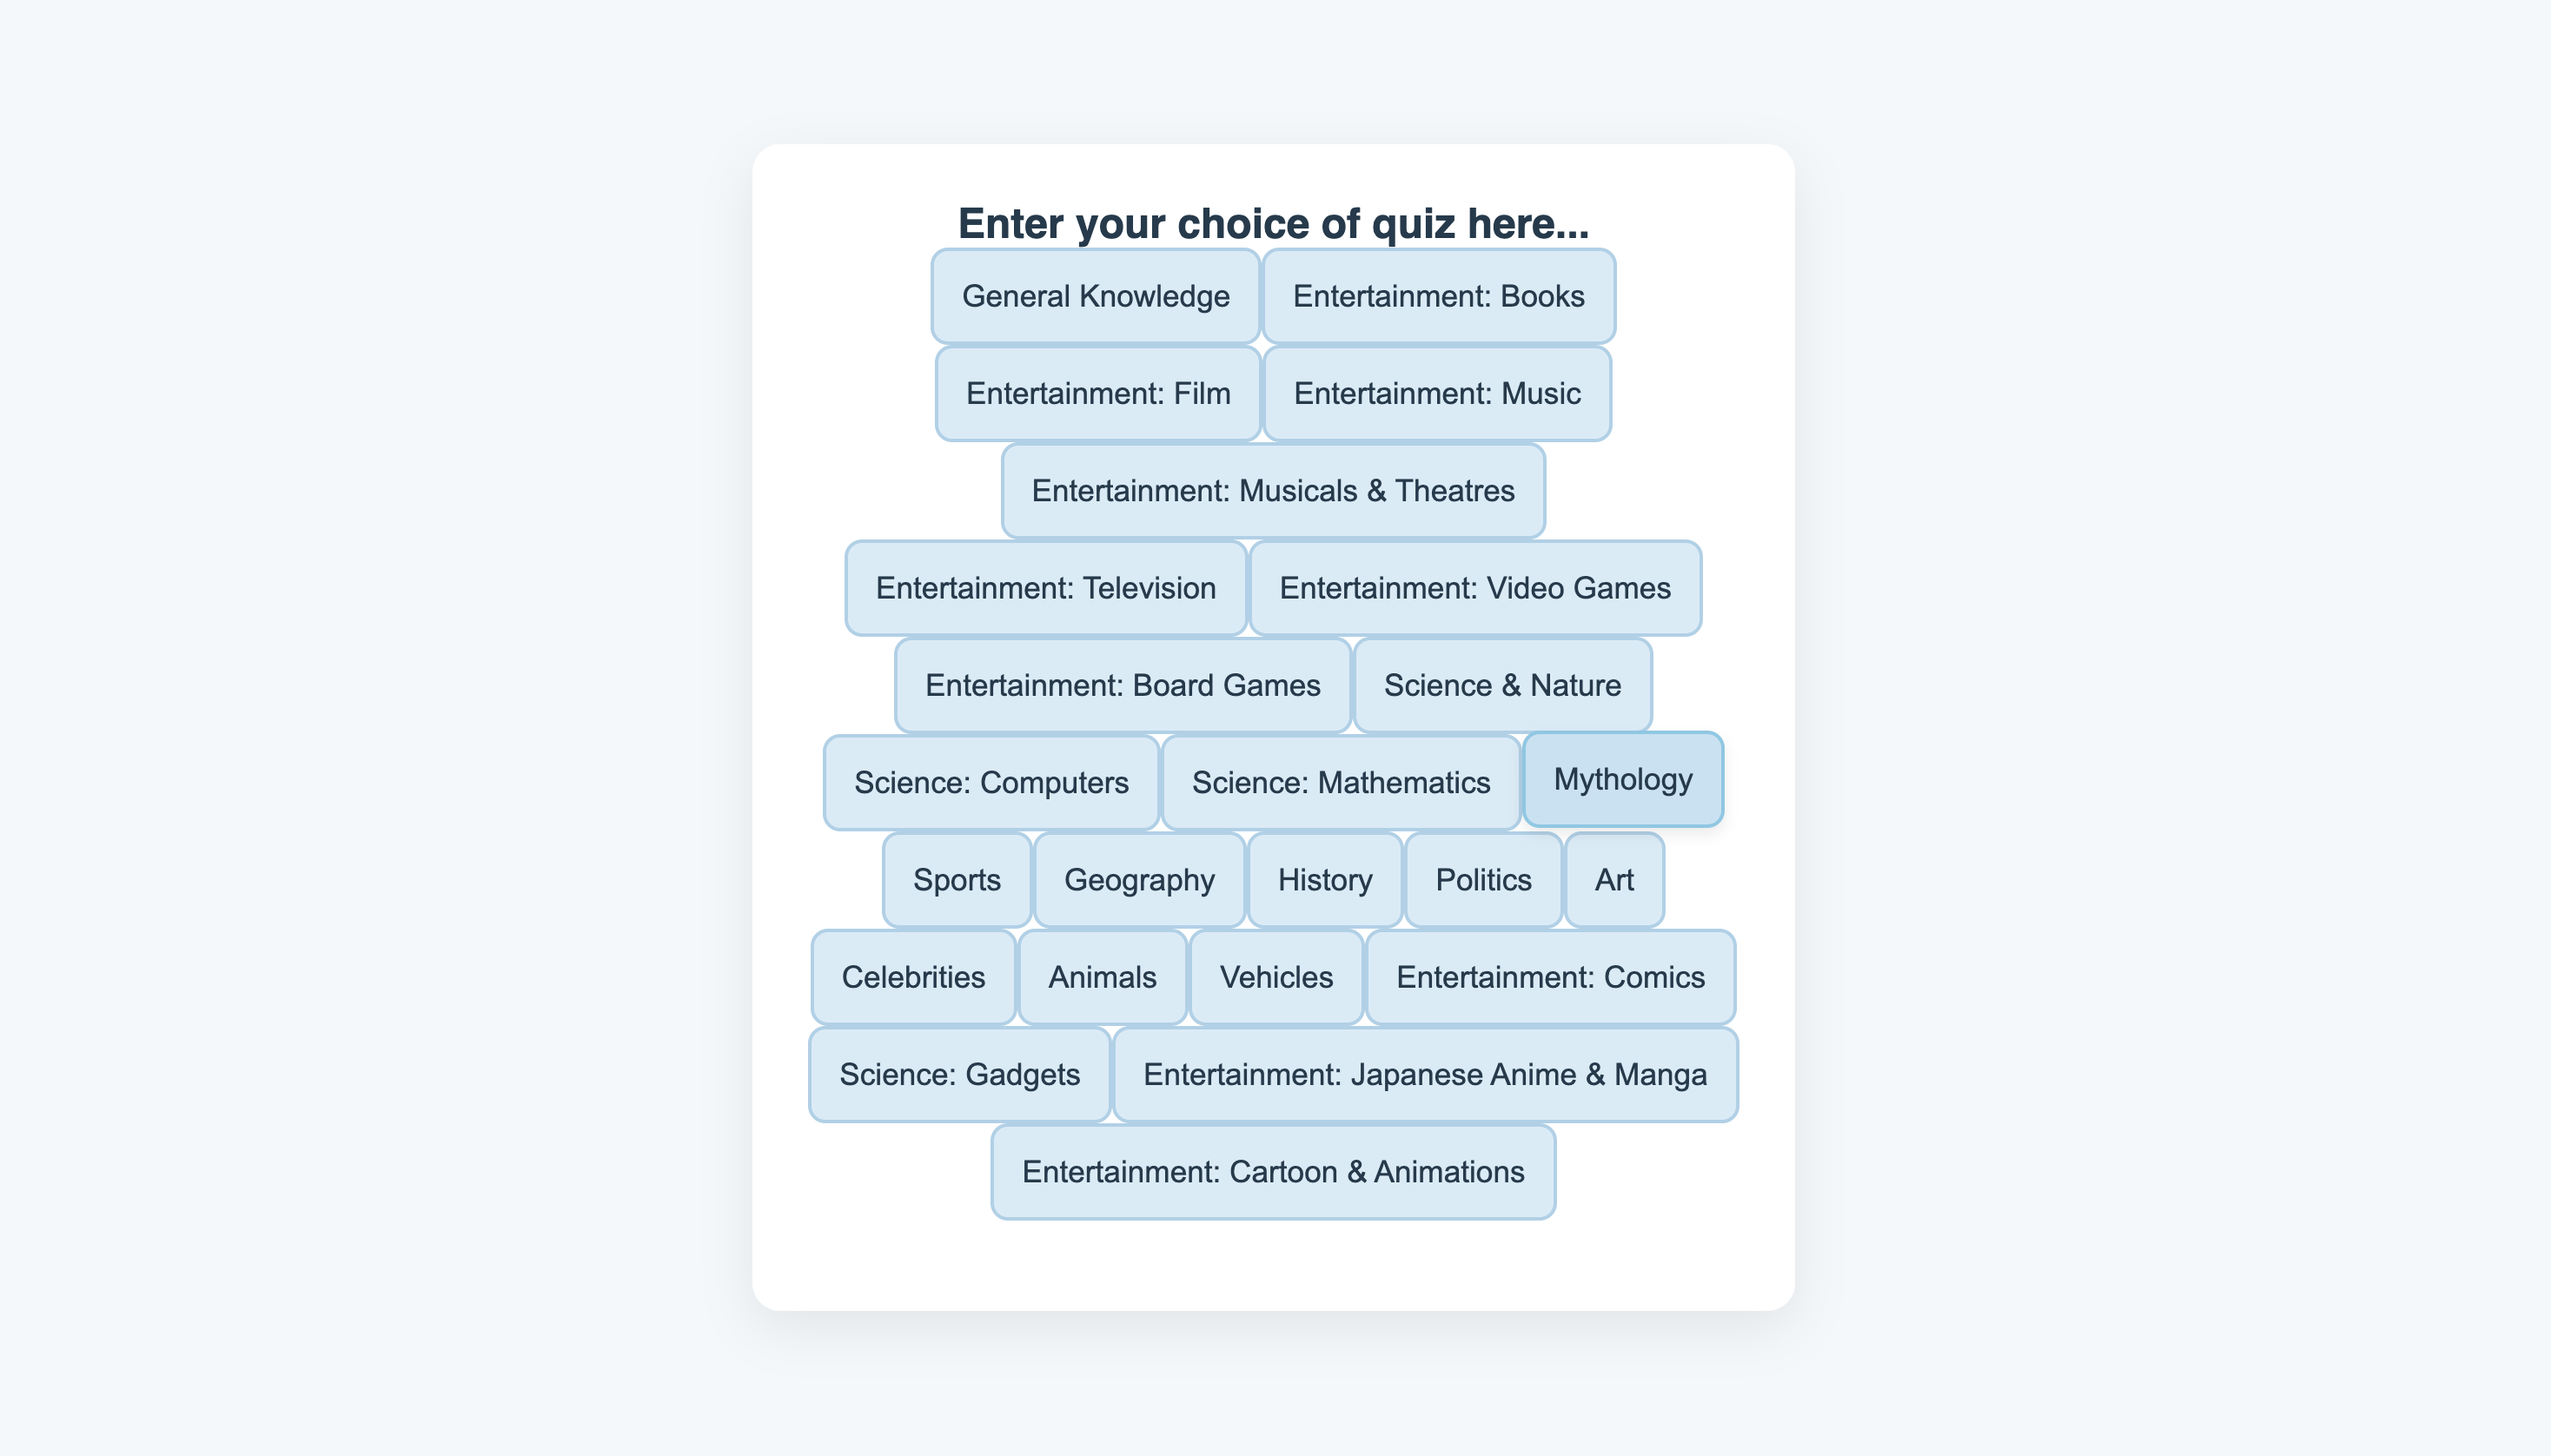 Enter your choice of quiz here...
General Knowledge Entertainment: Books
Entertainment: Film Entertainment: Music
Entertainment: Musicals & Theatres
Entertainment: Television Entertainment: Video Games
Entertainment: Board Games Science & Nature
Science: Computers Science: Mathematics Mythology
Sports Geography History Politics Art
Celebrities Animals Vehicles Entertainment: Comics
Science: Gadgets Entertainment: Japanese Anime & Manga
Entertainment: Cartoon & Animations